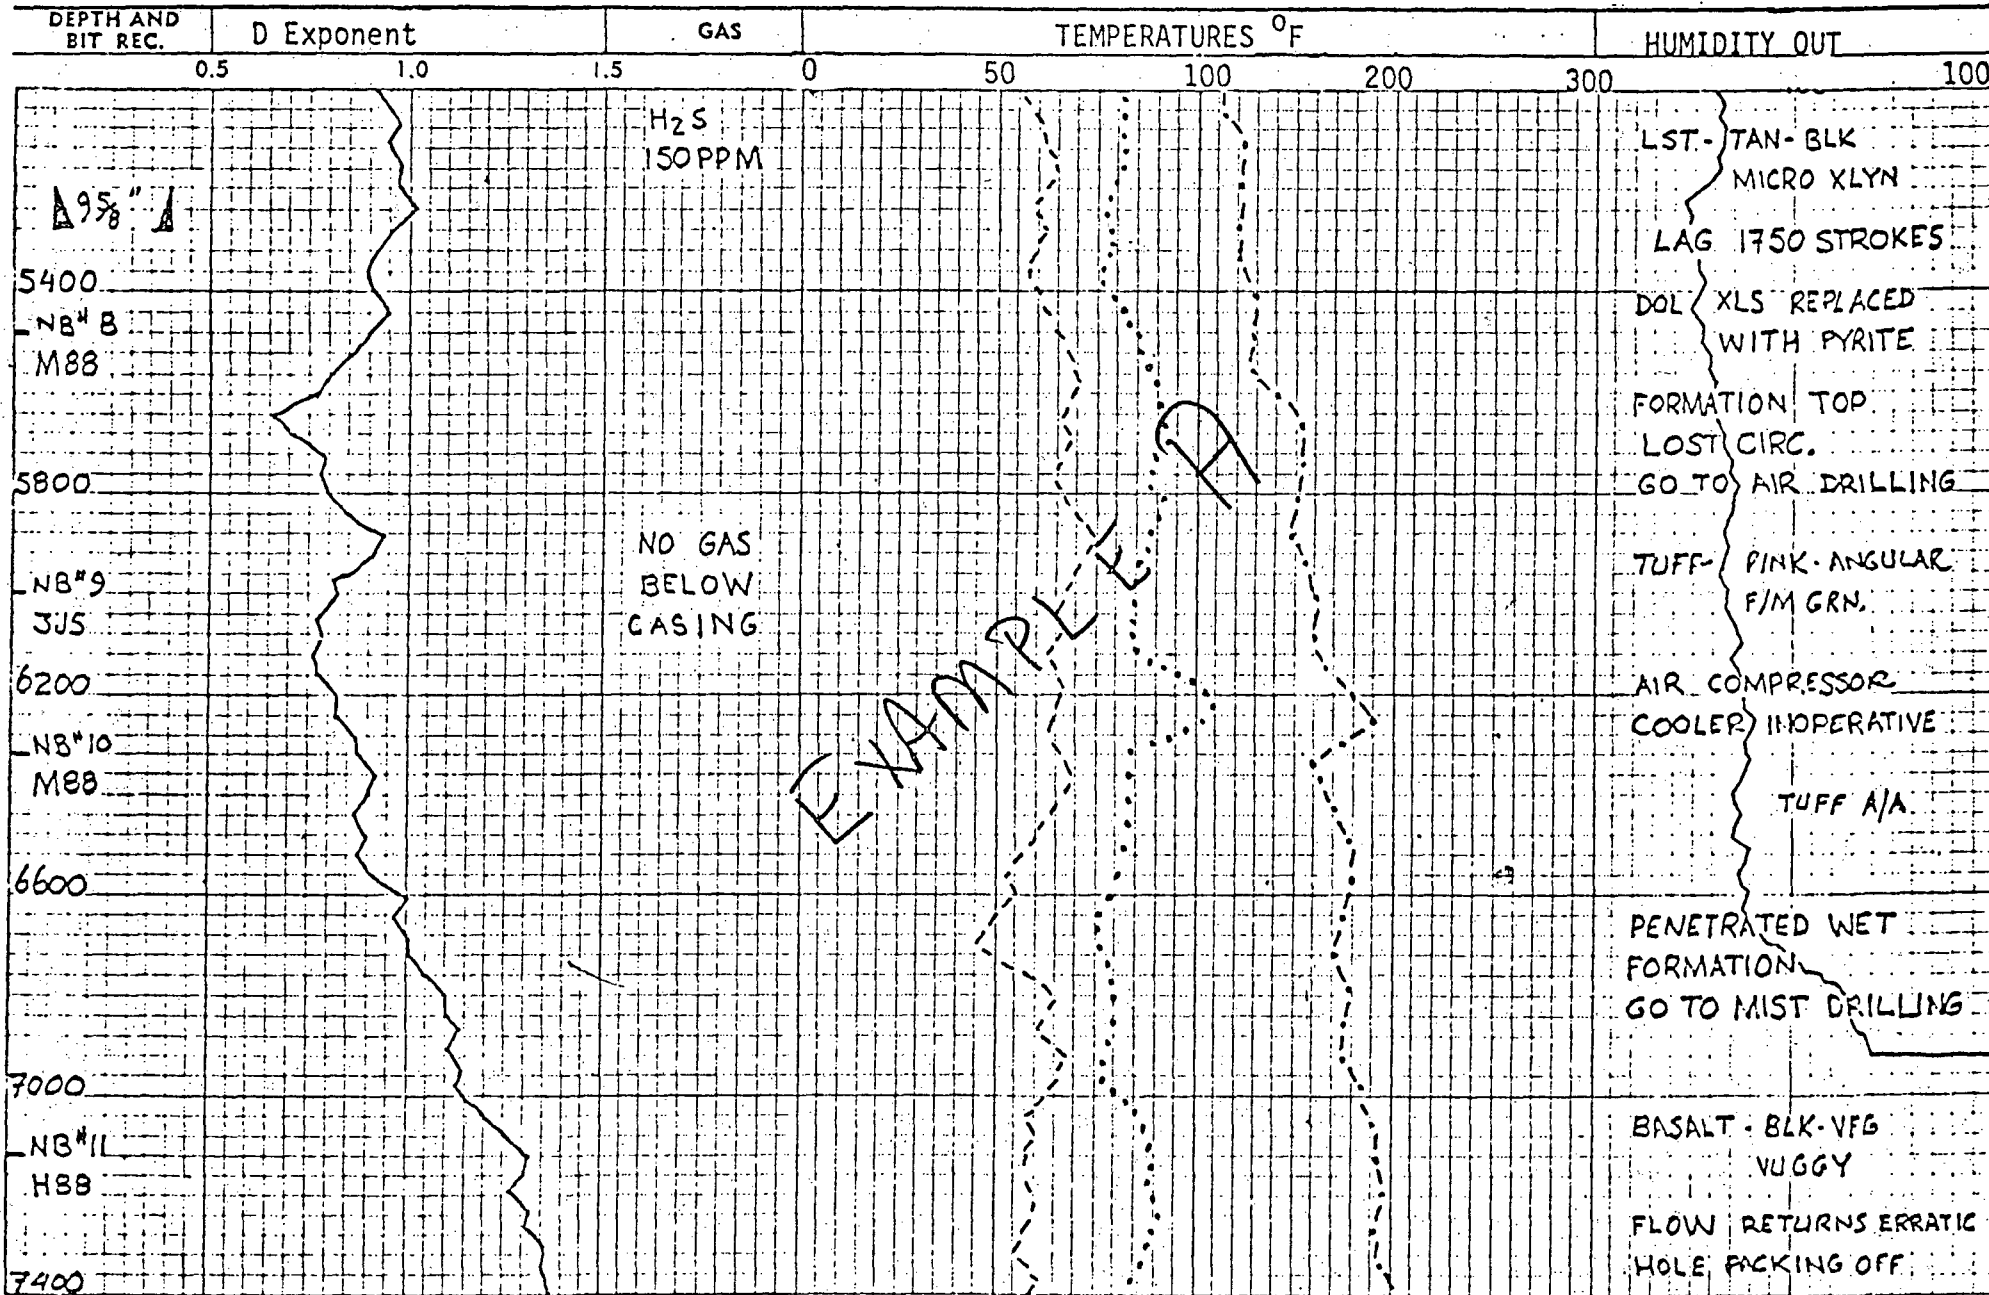 DEPTH AND
BIT REC.
D Exponent
GAS
TEMPERATURES °F
HUMIDITY OUT
0.5 1.0 1.5 0 50 100 200 300 100
H2S
150 PPM
9 5/8"
5400
NB#8
M88
5800
NO GAS
BELOW
CASING
NB#9
3JS
6200
NB#10
M88
6600
7000
NB#11
H88
7400
EXAMPLE D
LST - TAN - BLK
MICRO XLYN
LAG 1750 STROKES
DOL XLS REPLACED
WITH PYRITE
FORMATION TOP
LOST CIRC.
GO TO AIR DRILLING
TUFF - PINK - ANGULAR
F/M GRN.
AIR COMPRESSOR
COOLER INOPERATIVE
TUFF A/A
PENETRATED WET
FORMATION
GO TO MIST DRILLING
BASALT - BLK - VFG
VUGGY
FLOW RETURNS ERRATIC
HOLE PACKING OFF